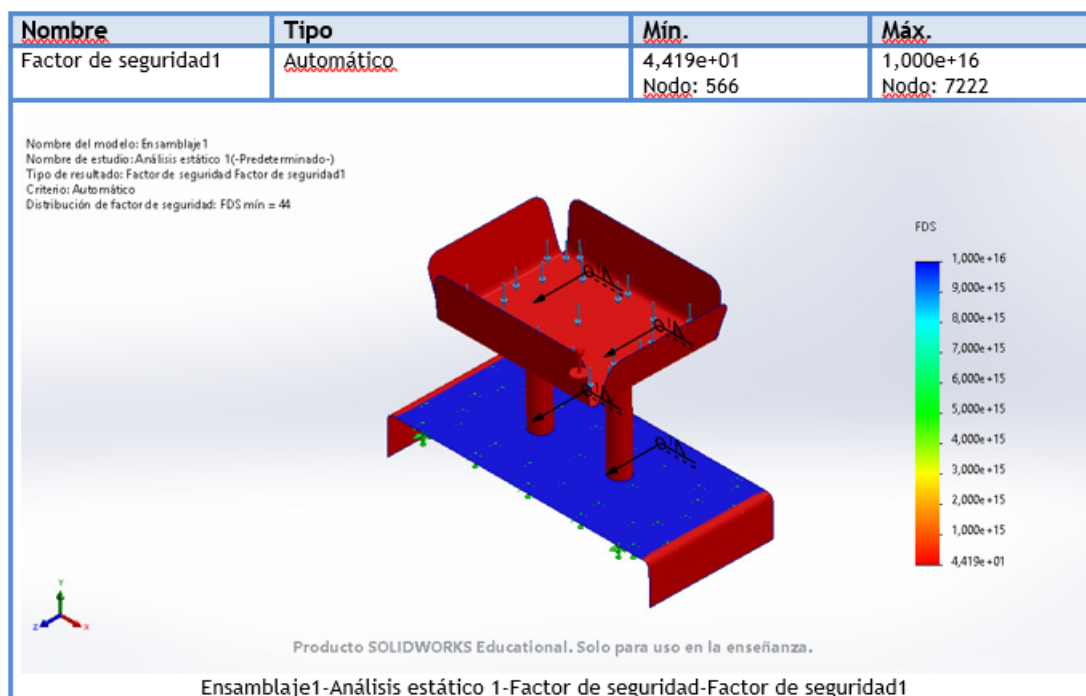 Nombre Tipo Mín. Máx.
Factor de seguridad1 Automático 4,419e+01 1,000e+16
Nodo: 566 Nodo: 7222
Nombre del modelo: Ensamblaje1
Nombre de estudio: Análisis estático 1(-Predeterminado-)
Tipo de resultado: Factor de seguridad Factor de seguridad1
Criterio: Automático
Distribución de factor de seguridad: FDS mín = 44
FDS
1,000e+16
9,000e+15
8,000e+15
7,000e+15
6,000e+15
5,000e+15
4,000e+15
3,000e+15
2,000e+15
1,000e+15
4,419e+01
Y
Z
X
Producto SOLIDWORKS Educational. Solo para uso en la enseñanza.
Ensamblaje1-Análisis estático 1-Factor de seguridad-Factor de seguridad1